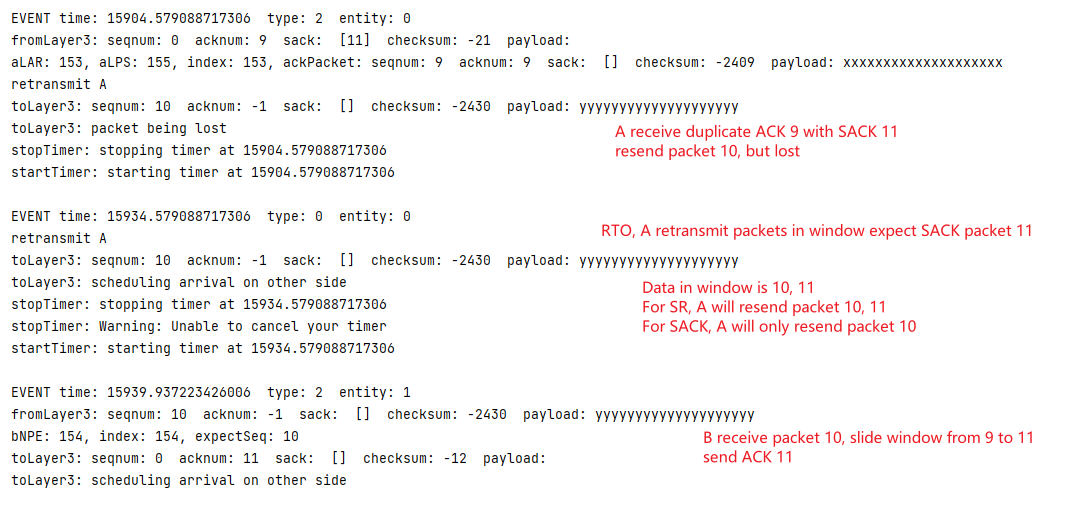 EVENT time: 15904.579088717306  type: 2  entity: 0
fromLayer3: seqnum: 0  acknum: 9  sack:  [11]  checksum: -21  payload:
aLAR: 153, aLPS: 155, index: 153, ackPacket: seqnum: 9  acknum: 9  sack:  []  checksum: -2409  payload: xxxxxxxxxxxxxxxxxxxx
retransmit A
toLayer3: seqnum: 10  acknum: -1  sack:  []  checksum: -2430  payload: yyyyyyyyyyyyyyyyyyyy
toLayer3: packet being lost
A receive duplicate ACK 9 with SACK 11
stopTimer: stopping timer at 15904.579088717306
resend packet 10, but lost
startTimer: starting timer at 15904.579088717306
EVENT time: 15934.579088717306  type: 0  entity: 0
RTO, A retransmit packets in window expect SACK packet 11
retransmit A
toLayer3: seqnum: 10  acknum: -1  sack:  []  checksum: -2430  payload: yyyyyyyyyyyyyyyyyyyy
toLayer3: scheduling arrival on other side
Data in window is 10, 11
stopTimer: stopping timer at 15934.579088717306
For SR, A will resend packet 10, 11
stopTimer: Warning: Unable to cancel your timer
For SACK, A will only resend packet 10
startTimer: starting timer at 15934.579088717306
EVENT time: 15939.937223426006  type: 2  entity: 1
fromLayer3: seqnum: 10  acknum: -1  sack:  []  checksum: -2430  payload: yyyyyyyyyyyyyyyyyyyy
bNPE: 154, index: 154, expectSeq: 10
B receive packet 10, slide window from 9 to 11
toLayer3: seqnum: 0  acknum: 11  sack:  []  checksum: -12  payload:
send ACK 11
toLayer3: scheduling arrival on other side